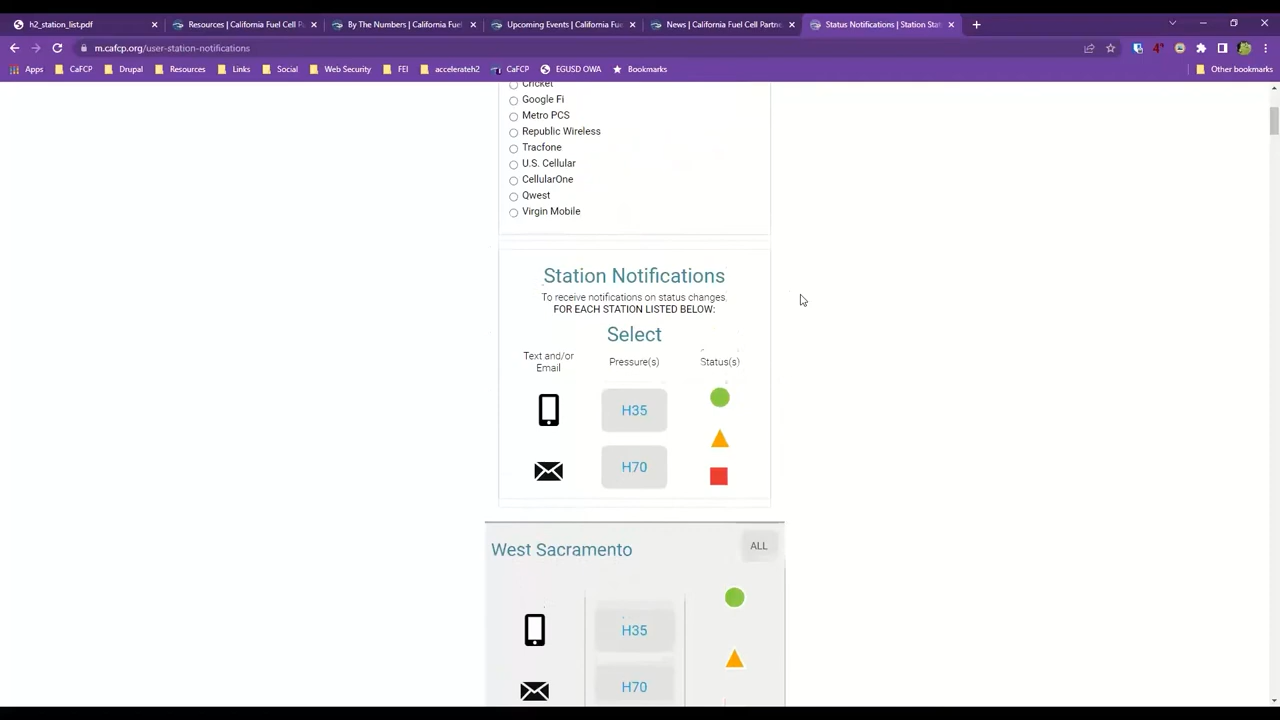 h2_station_list.pdf
Resources | California Fuel Cell P
By The Numbers | California Fuel
Upcoming Events | California Fue
News | California Fuel Cell Partne
Status Notifications | Station Stat
m.cafcp.org/user-station-notifications
Apps
CaFCP
Drupal
Resources
Links
Social
Web Security
FEI
accelerateh2
CaFCP
EGUSD OWA
Bookmarks
Other bookmarks
Cricket
Google Fi
Metro PCS
Republic Wireless
Tracfone
U.S. Cellular
CellularOne
Qwest
Virgin Mobile
Station Notifications
To receive notifications on status changes,
FOR EACH STATION LISTED BELOW:
Select
Text and/or
Email
Pressure(s)
Status(s)
H35
H70
West Sacramento
ALL
H35
H70